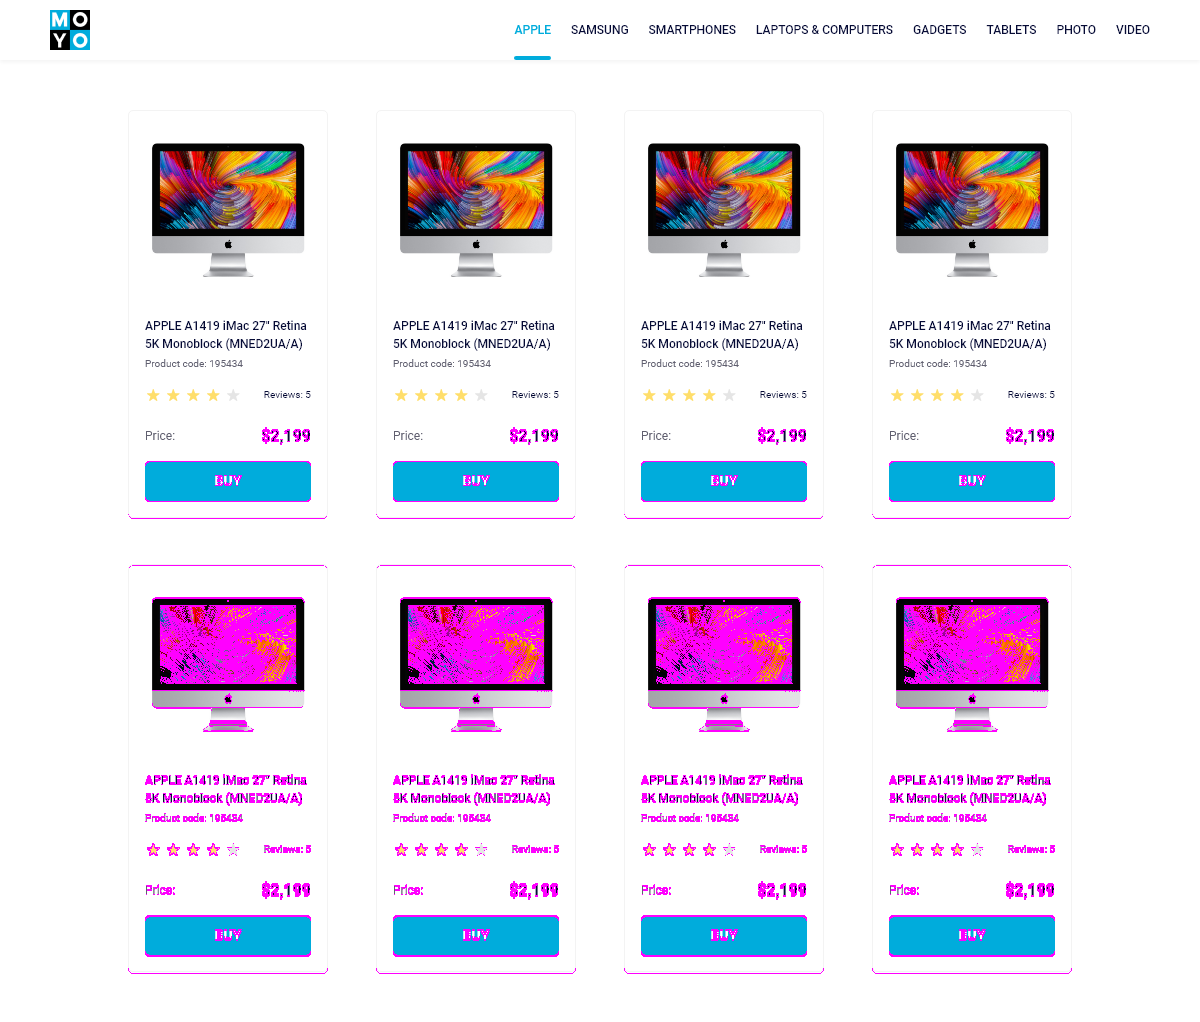 MO
YO
APPLE SAMSUNG SMARTPHONES LAPTOPS & COMPUTERS GADGETS TABLETS PHOTO VIDEO
APPLE A1419 iMac 27" Retina APPLE A1419 iMac 27" Retina APPLE A1419 iMac 27" Retina APPLE A1419 iMac 27" Retina
5K Monoblock (MNED2UA/A) 5K Monoblock (MNED2UA/A) 5K Monoblock (MNED2UA/A) 5K Monoblock (MNED2UA/A)
Product code: 195434 Product code: 195434 Product code: 195434 Product code: 195434
Reviews: 5 Reviews: 5 Reviews: 5 Reviews: 5
Price: $2,199 Price: $2,199 Price: $2,199 Price: $2,199
BUY BUY BUY BUY
APPLE A1419 iMac 27" Retina APPLE A1419 iMac 27" Retina APPLE A1419 iMac 27" Retina APPLE A1419 iMac 27" Retina
5K Monoblock (MNED2UA/A) 5K Monoblock (MNED2UA/A) 5K Monoblock (MNED2UA/A) 5K Monoblock (MNED2UA/A)
Product code: 195434 Product code: 195434 Product code: 195434 Product code: 195434
Reviews: 5 Reviews: 5 Reviews: 5 Reviews: 5
Price: $2,199 Price: $2,199 Price: $2,199 Price: $2,199
BUY BUY BUY BUY